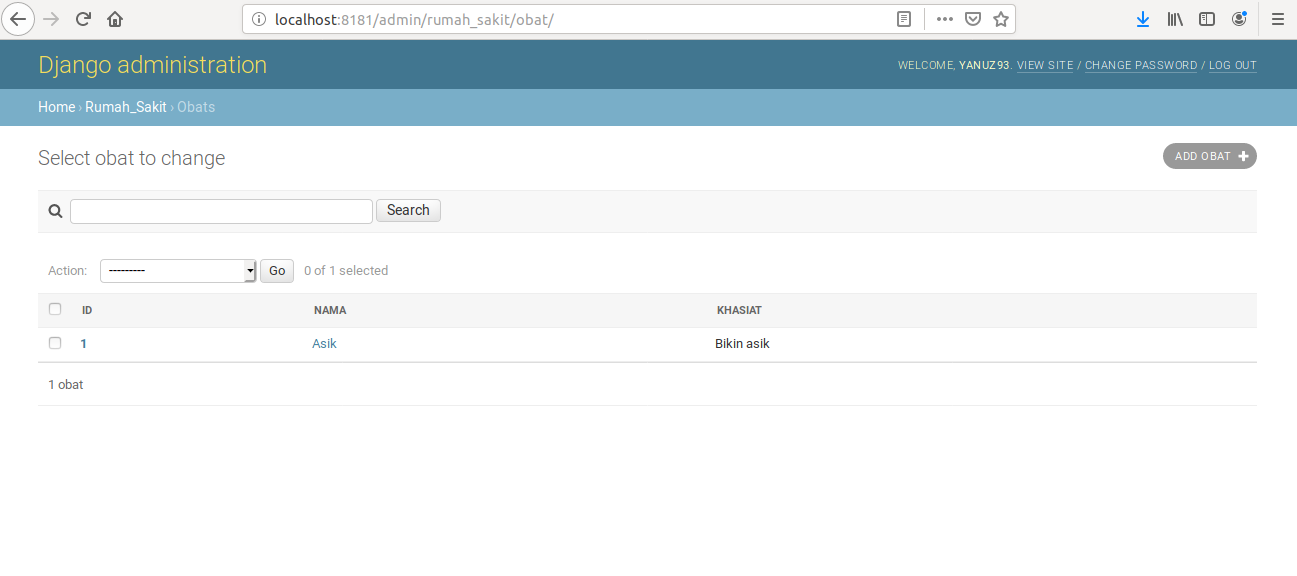 localhost:8181/admin/rumah_sakit/obat/
Django administration
WELCOME, YANUZ93. VIEW SITE / CHANGE PASSWORD / LOG OUT
Home › Rumah_Sakit › Obats
Select obat to change
ADD OBAT
Search
Action: --------- Go 0 of 1 selected
ID NAMA KHASIAT
1 Asik Bikin asik
1 obat